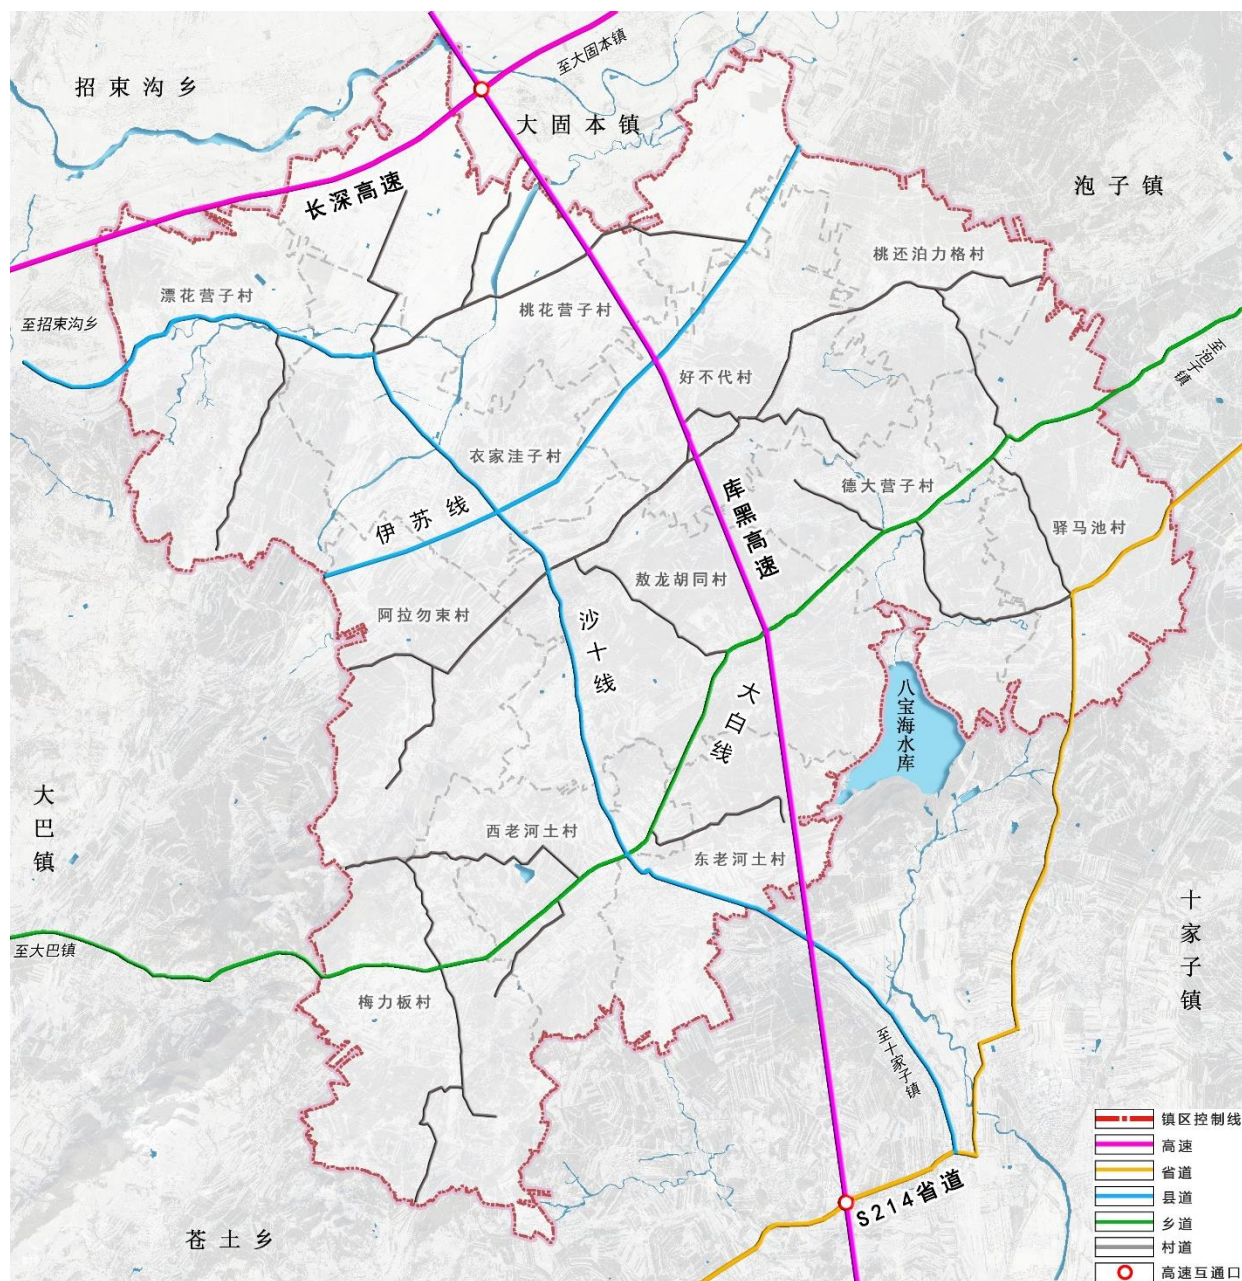 至大固本镇
招束沟乡
大固本镇
泡子镇
长深高速
桃还泊力格村
漂花营子村
桃花营子村
至招束沟乡
至泡子镇
好不代村
衣家洼子村
德大营子村
库黑高速
伊苏线
驿马池村
敖龙胡同村
阿拉勿束村
沙十线
大白线
八宝海水库
大巴镇
西老河土村
东老河土村
十家子镇
至大巴镇
梅力板村
至十家子镇
S214省道
苍土乡
镇区控制线
高速
省道
县道
乡道
村道
高速互通口